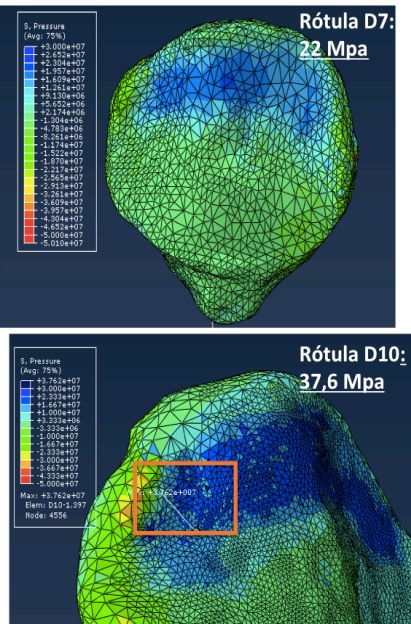 S, Pressure
(Avg: 75%)
+3.000e+07
+2.652e+07
+2.304e+07
+1.957e+07
+1.609e+07
+1.261e+07
+9.130e+06
+5.652e+06
+2.174e+06
-1.304e+06
-4.783e+06
-8.261e+06
-1.174e+07
-1.522e+07
-1.870e+07
-2.217e+07
-2.565e+07
-2.913e+07
-3.261e+07
-3.609e+07
-3.957e+07
-4.304e+07
-4.652e+07
-5.000e+07
-5.010e+07
Rótula D7:
22 Mpa
S, Pressure
(Avg: 75%)
+3.762e+07
+3.000e+07
+2.333e+07
+1.667e+07
+1.000e+07
+3.333e+06
-3.333e+06
-1.000e+07
-1.667e+07
-2.333e+07
-3.000e+07
-3.667e+07
-4.333e+07
-5.000e+07
Max: +3.762e+07
Elem: D10-1.397
Node: 4556
Rótula D10:
37,6 Mpa
+3.762e+007